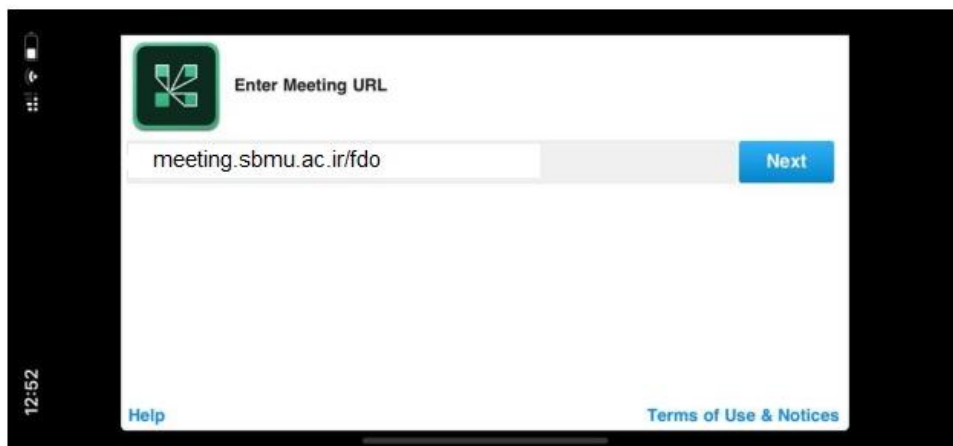 Enter Meeting URL
meeting.sbmu.ac.ir/fdo
Next
12:52
Help
Terms of Use & Notices